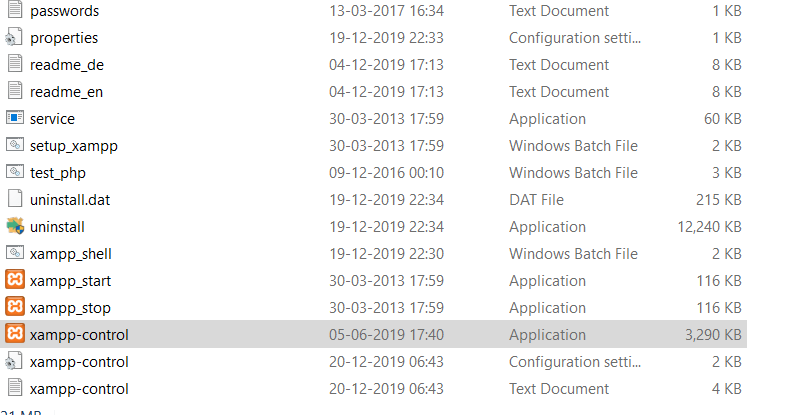 passwords 13-03-2017 16:34 Text Document 1 KB
properties 19-12-2019 22:33 Configuration setti... 1 KB
readme_de 04-12-2019 17:13 Text Document 8 KB
readme_en 04-12-2019 17:13 Text Document 8 KB
service 30-03-2013 17:59 Application 60 KB
setup_xampp 30-03-2013 17:59 Windows Batch File 2 KB
test_php 09-12-2016 00:10 Windows Batch File 3 KB
uninstall.dat 19-12-2019 22:34 DAT File 215 KB
uninstall 19-12-2019 22:34 Application 12,240 KB
xampp_shell 19-12-2019 22:30 Windows Batch File 2 KB
xampp_start 30-03-2013 17:59 Application 116 KB
xampp_stop 30-03-2013 17:59 Application 116 KB
xampp-control 05-06-2019 17:40 Application 3,290 KB
xampp-control 20-12-2019 06:43 Configuration setti... 2 KB
xampp-control 20-12-2019 06:43 Text Document 4 KB